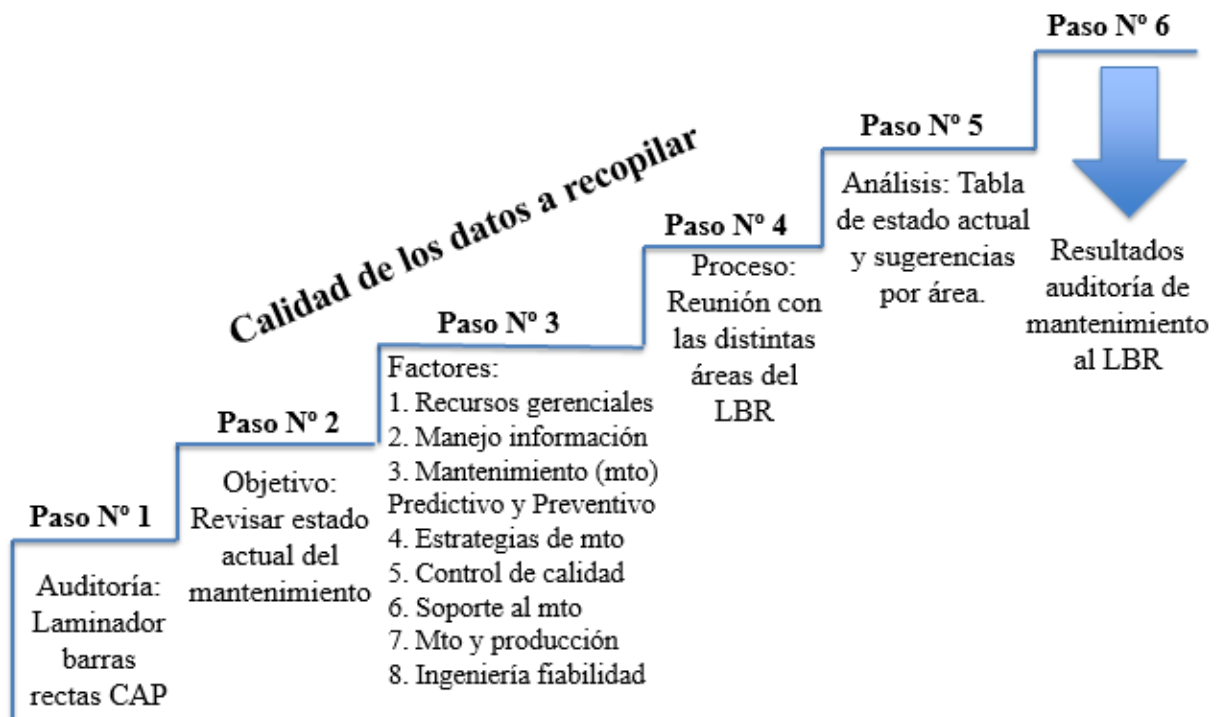 Calidad de los datos a recopilar
Paso Nº 1
Auditoría:
Laminador
barras
rectas CAP
Paso Nº 2
Objetivo:
Revisar estado
actual del
mantenimiento
Paso Nº 3
Factores:
1. Recursos gerenciales
2. Manejo información
3. Mantenimiento (mto)
Predictivo y Preventivo
4. Estrategias de mto
5. Control de calidad
6. Soporte al mto
7. Mto y producción
8. Ingeniería fiabilidad
Paso Nº 4
Proceso:
Reunión con
las distintas
áreas del
LBR
Paso Nº 5
Análisis: Tabla
de estado actual
y sugerencias
por área.
Paso Nº 6
Resultados
auditoría de
mantenimiento
al LBR